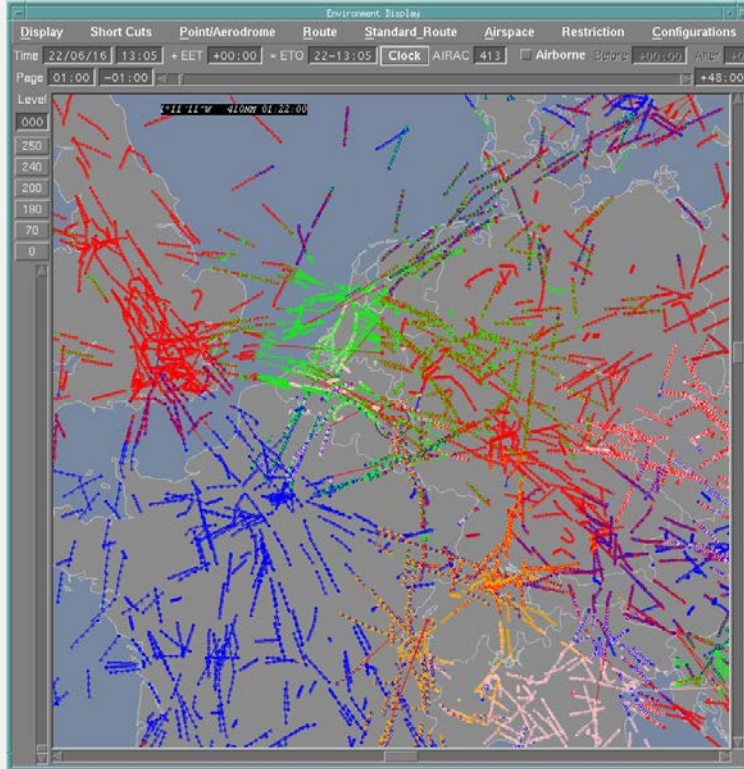 Environment Display
Display Short Cuts Point/Aerodrome Route Standard_Route Airspace Restriction Configurations
Time 22/06/16 13:05 + EET +00:00 = ETO 22-13:05 Clock AIRAC 413 Airborne Before +00:00 After
Page 01:00 -01:00 +48:00
Level
000
250
240
200
180
70
0
410NM 01:22:00